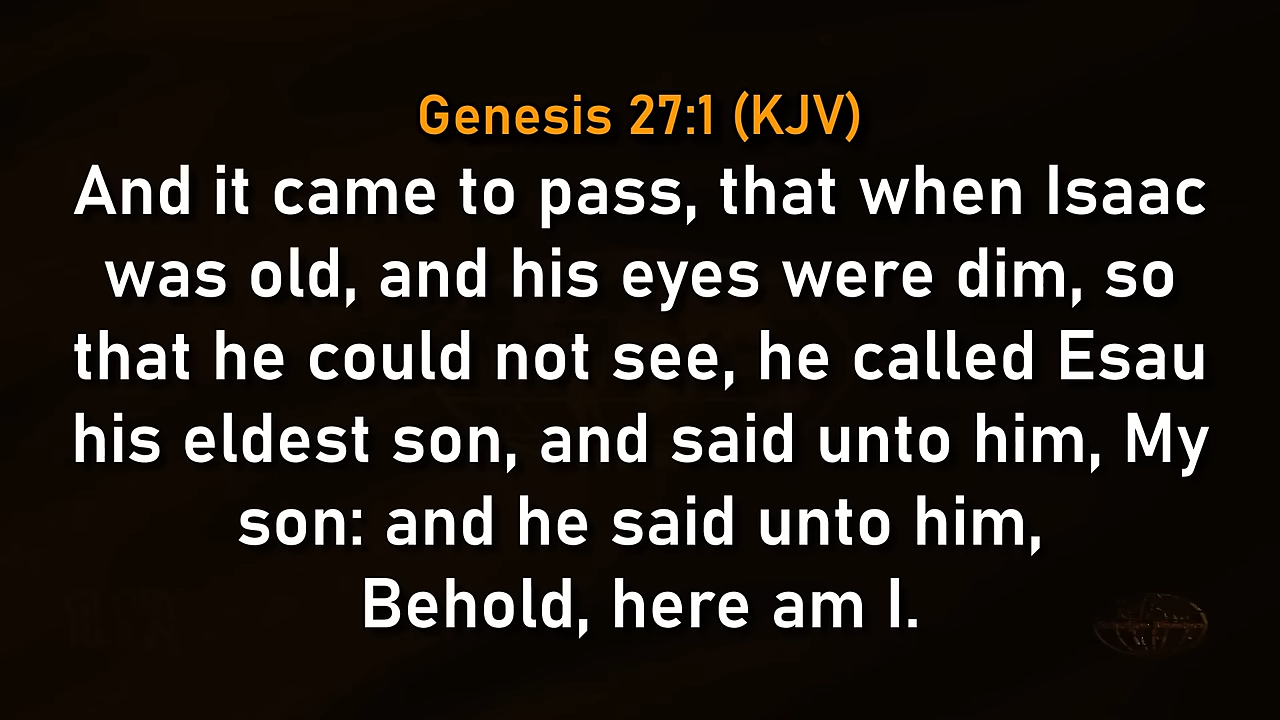 Genesis 27:1 (KJV)
And it came to pass, that when Isaac
was old, and his eyes were dim, so
that he could not see, he called Esau
his eldest son, and said unto him, My
son: and he said unto him,
Behold, here am I.